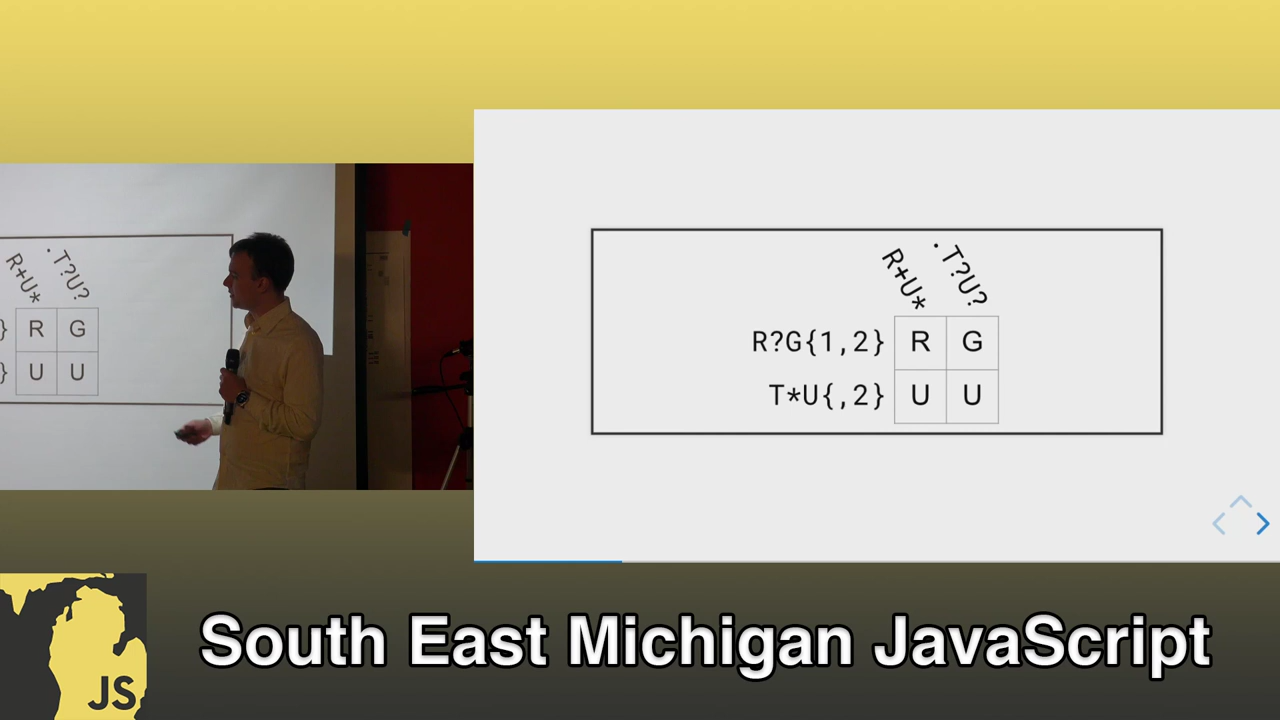 R+U*
T?U?
} R G
} U U
R+U*
.T?U?
R?G{1,2} R G
T*U{,2} U U
JS
South East Michigan JavaScript